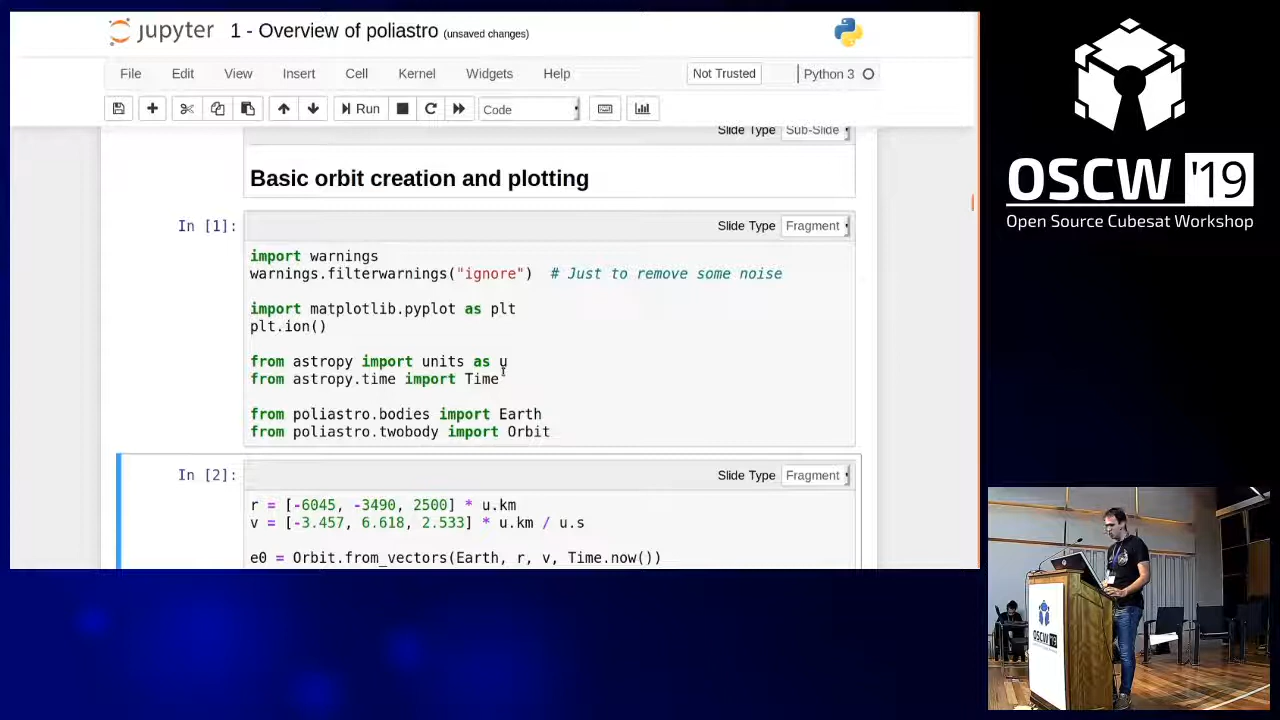 jupyter 1 - Overview of poliastro (unsaved changes)
File Edit View Insert Cell Kernel Widgets Help Not Trusted Python 3
Run Code
Slide Type Sub-Slide
Basic orbit creation and plotting
In [1]: Slide Type Fragment
import warnings
warnings.filterwarnings("ignore")  # Just to remove some noise
import matplotlib.pyplot as plt
plt.ion()
from astropy import units as u
from astropy.time import Time
from poliastro.bodies import Earth
from poliastro.twobody import Orbit
In [2]: Slide Type Fragment
r = [-6045, -3490, 2500] * u.km
v = [-3.457, 6.618, 2.533] * u.km / u.s
e0 = Orbit.from_vectors(Earth, r, v, Time.now())
OSCW '19
Open Source Cubesat Workshop
OSCW '19